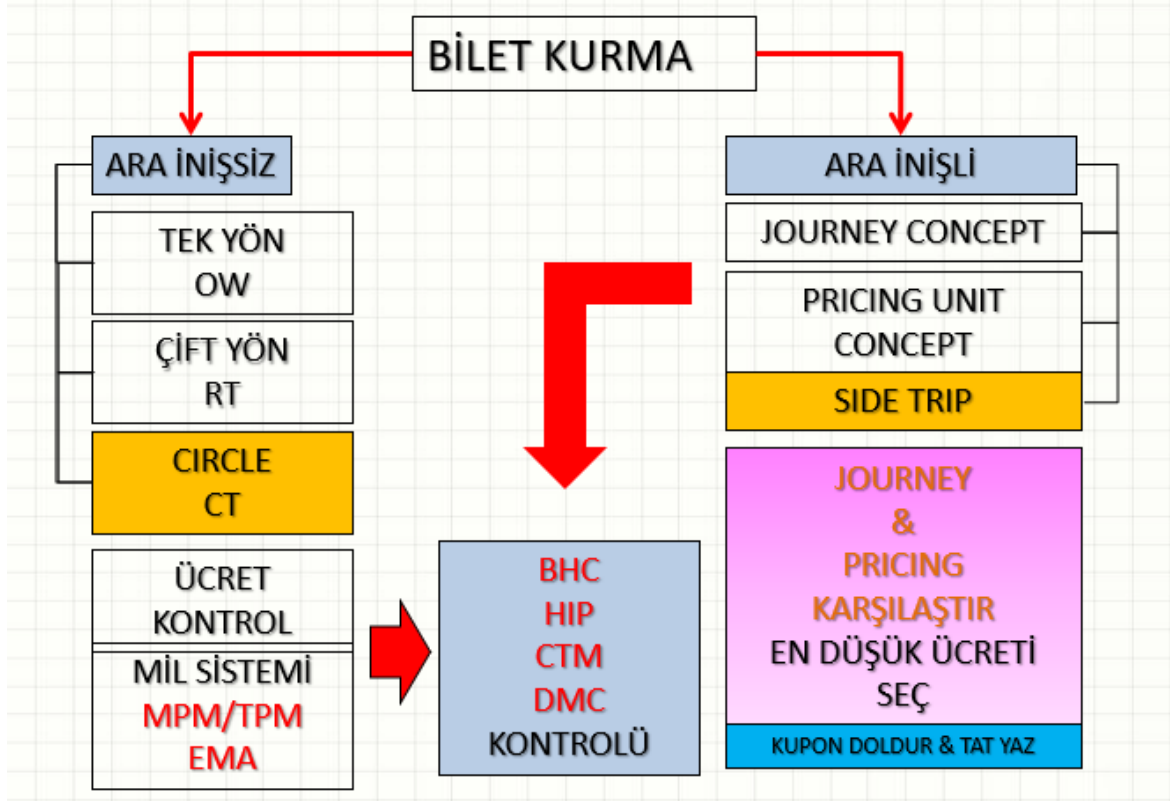 BİLET KURMA
ARA İNİŞSİZ
TEK YÖN
OW
ÇİFT YÖN
RT
CIRCLE
CT
ÜCRET
KONTROL
MİL SİSTEMİ
MPM/TPM
EMA
BHC
HIP
CTM
DMC
KONTROLÜ
ARA İNİŞLİ
JOURNEY CONCEPT
PRICING UNIT
CONCEPT
SIDE TRIP
JOURNEY
&
PRICING
KARŞILAŞTIR
EN DÜŞÜK ÜCRETİ
SEÇ
KUPON DOLDUR & TAT YAZ